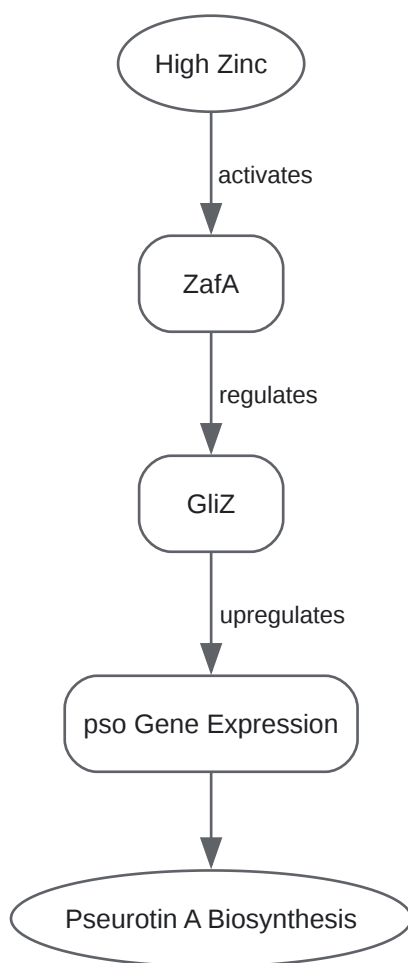 High Zinc
activates
ZafA
regulates
GliZ
upregulates
pso Gene Expression
Pseurotin A Biosynthesis